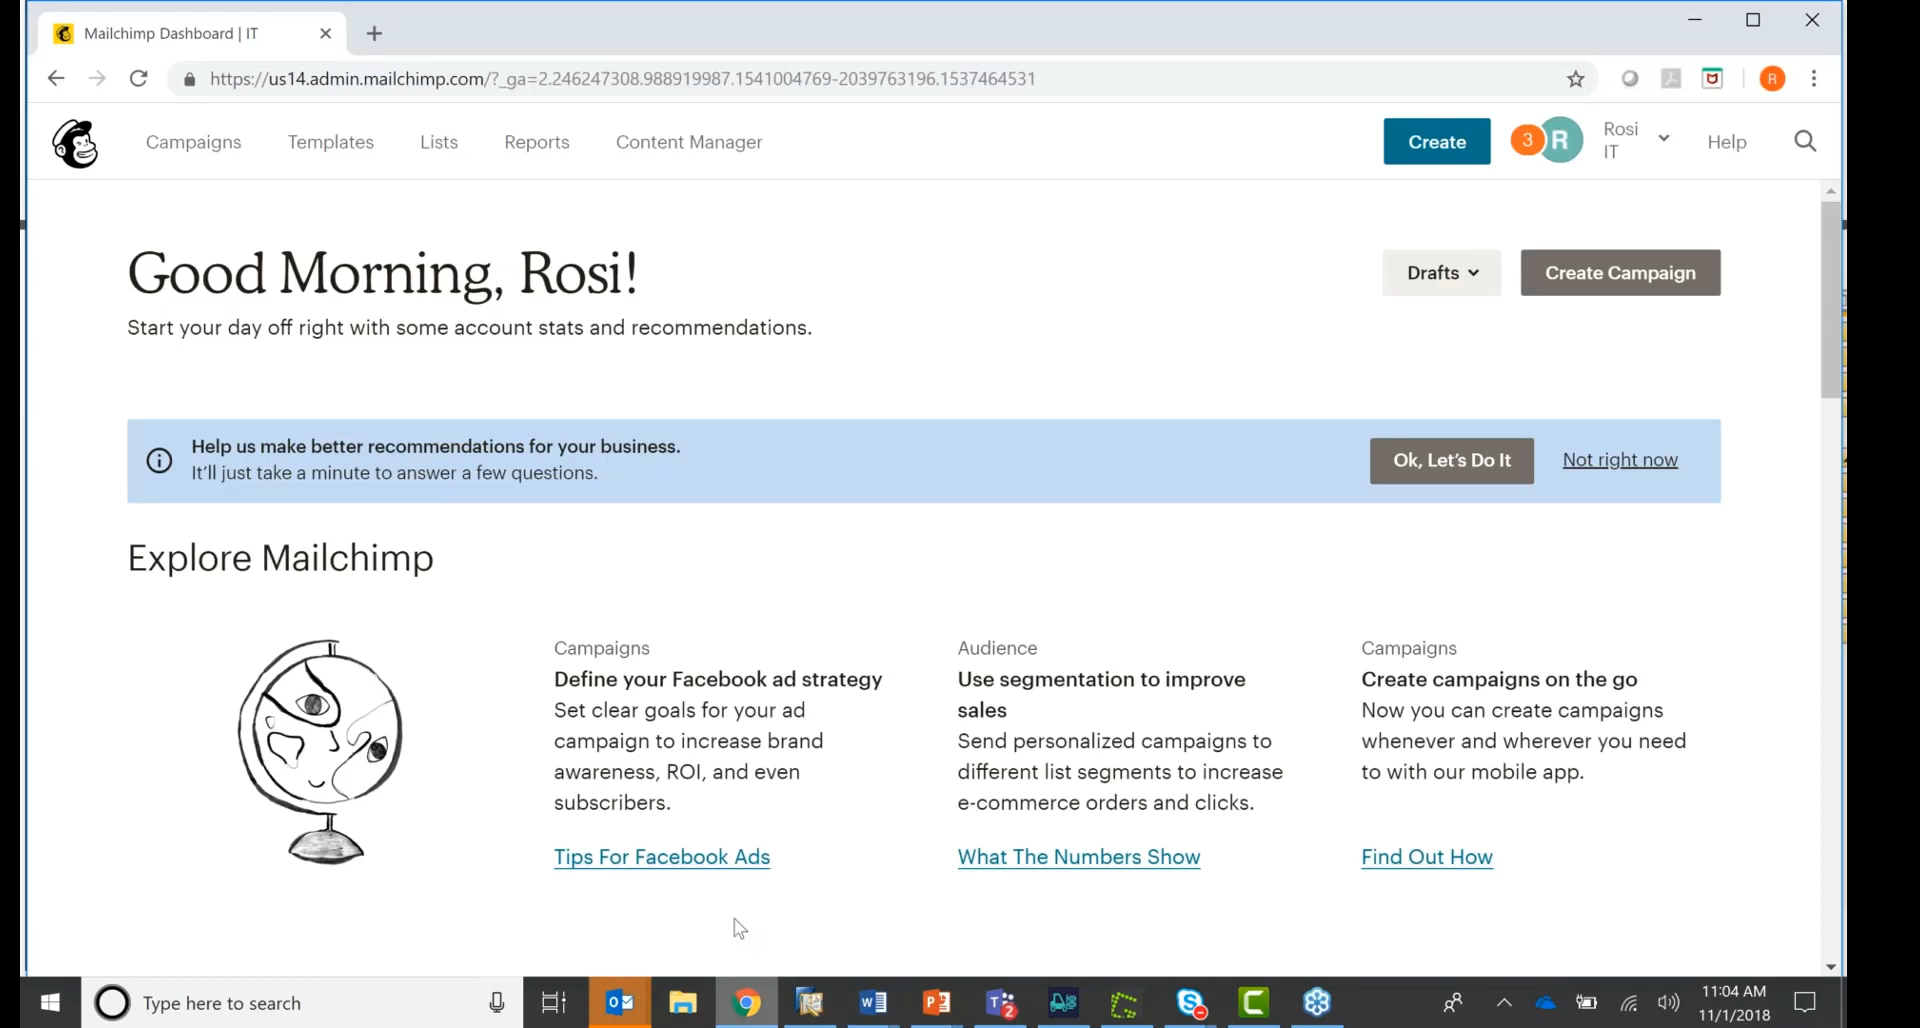 Mailchimp Dashboard | IT
https://us14.admin.mailchimp.com/?_ga=2.246247308.988919987.1541004769-2039763196.1537464531
R
Campaigns Templates Lists Reports Content Manager Create 3 R Rosi IT Help
Good Morning, Rosi!
Drafts Create Campaign
Start your day off right with some account stats and recommendations.
Help us make better recommendations for your business.
It'll just take a minute to answer a few questions.
Ok, Let's Do It Not right now
Explore Mailchimp
Campaigns
Define your Facebook ad strategy
Set clear goals for your ad
campaign to increase brand
awareness, ROI, and even
subscribers.
Tips For Facebook Ads
Audience
Use segmentation to improve
sales
Send personalized campaigns to
different list segments to increase
e-commerce orders and clicks.
What The Numbers Show
Campaigns
Create campaigns on the go
Now you can create campaigns
whenever and wherever you need
to with our mobile app.
Find Out How
Type here to search
2
11:04 AM
11/1/2018